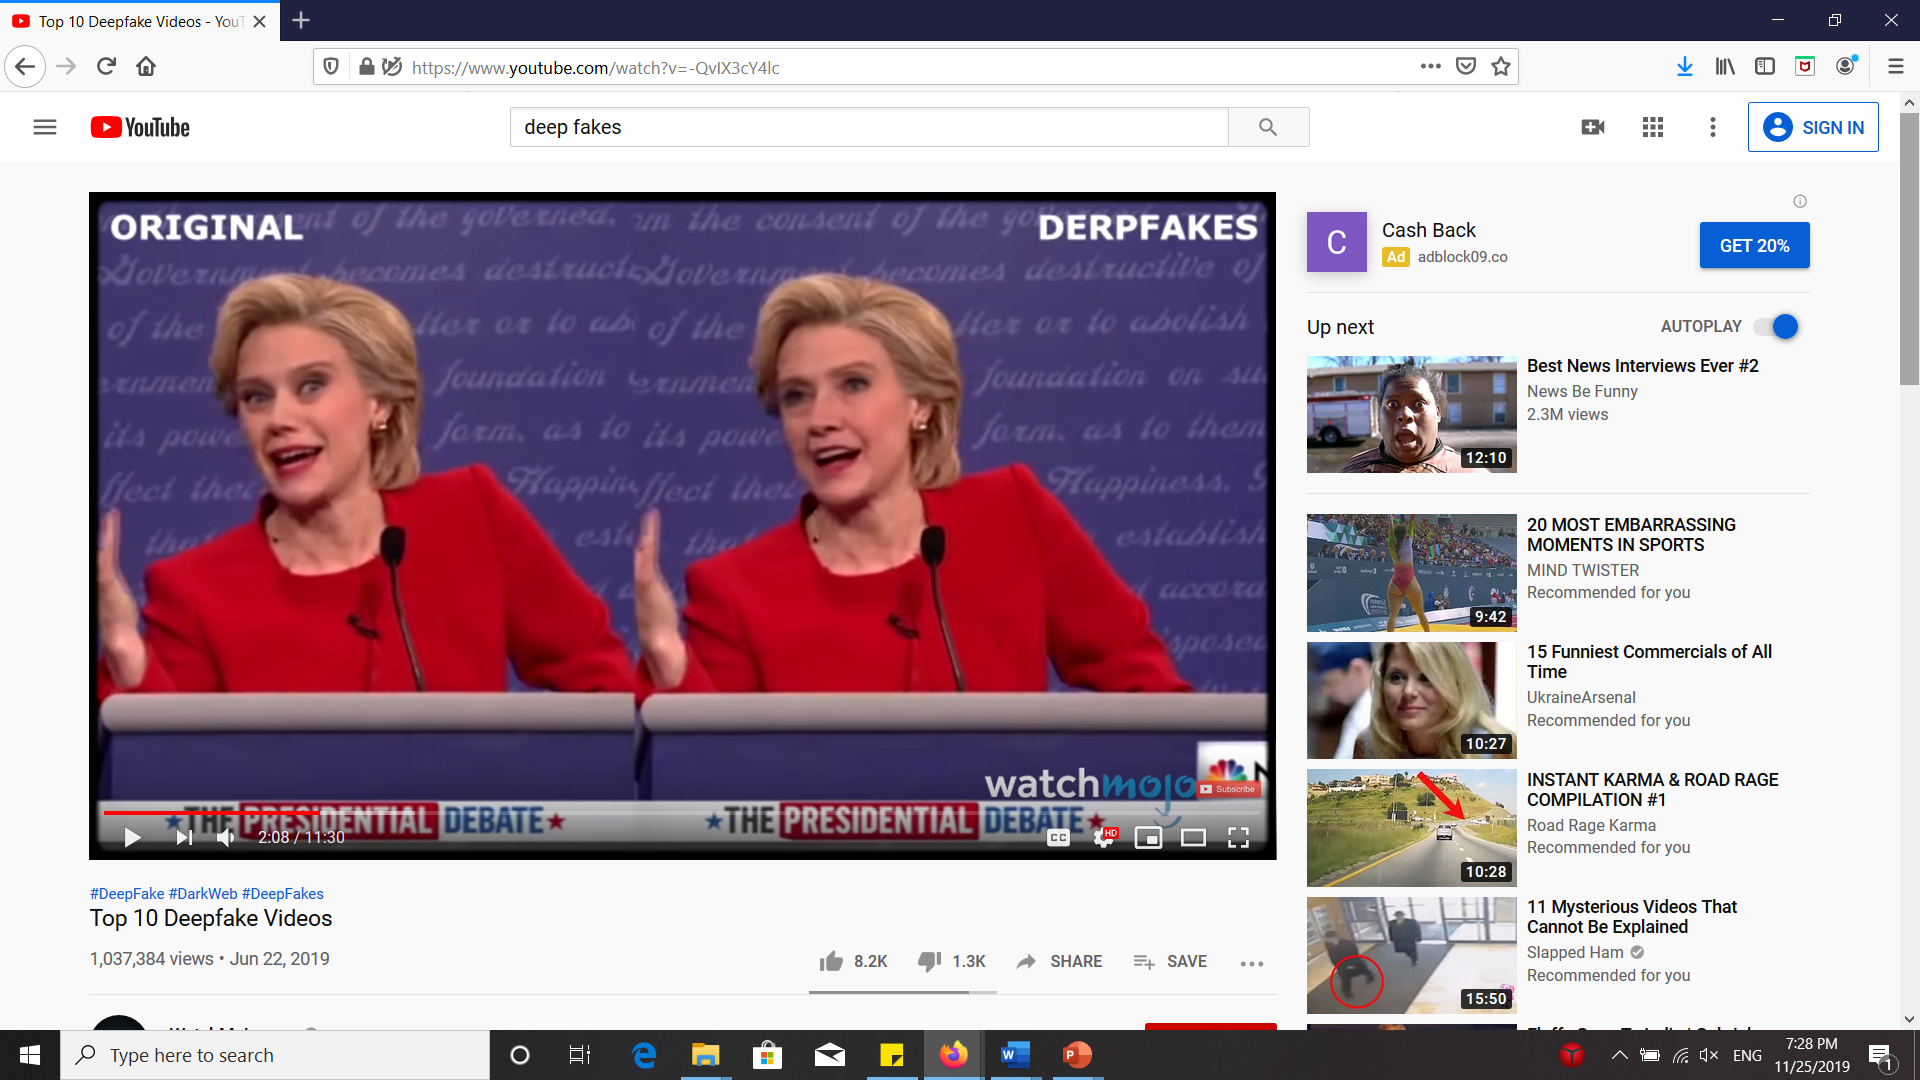 Top 10 Deepfake Videos - YouT
https://www.youtube.com/watch?v=-QvIX3cY4lc
YouTube
deep fakes
SIGN IN
ORIGINAL
DERPFAKES
watchmojo
Subscribe
THE PRESIDENTIAL DEBATE
THE PRESIDENTIAL DEBATE
2:08 / 11:30
CC
HD
#DeepFake #DarkWeb #DeepFakes
Top 10 Deepfake Videos
1,037,384 views • Jun 22, 2019
8.2K
1.3K
SHARE
SAVE
C
Cash Back
Ad adblock09.co
GET 20%
Up next
AUTOPLAY
Best News Interviews Ever #2
News Be Funny
2.3M views
12:10
20 MOST EMBARRASSING
MOMENTS IN SPORTS
MIND TWISTER
Recommended for you
9:42
15 Funniest Commercials of All
Time
UkraineArsenal
Recommended for you
10:27
INSTANT KARMA & ROAD RAGE
COMPILATION #1
Road Rage Karma
Recommended for you
10:28
11 Mysterious Videos That
Cannot Be Explained
Slapped Ham
Recommended for you
15:50
Type here to search
ENG
7:28 PM
11/25/2019
1